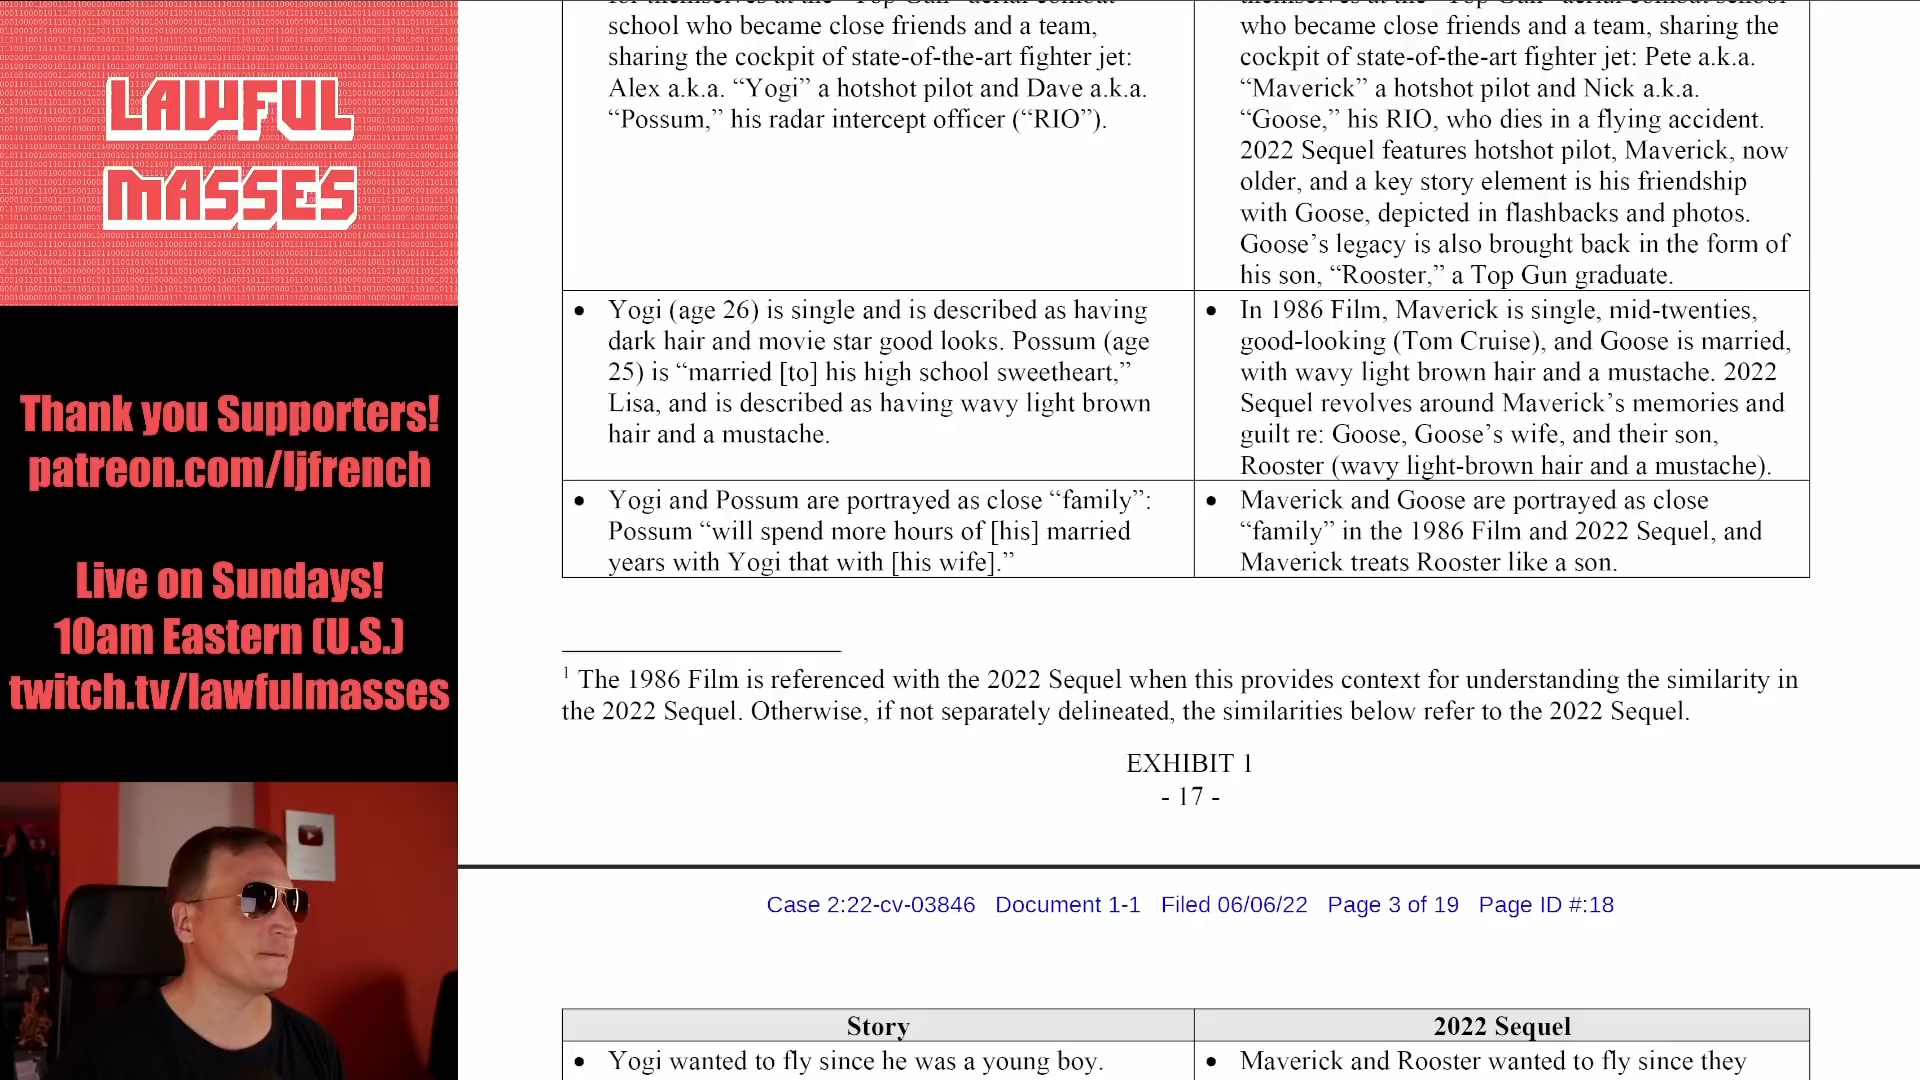 LAWFUL
MASSES
Thank you Supporters!
patreon.com/ljfrench
Live on Sundays!
10am Eastern (U.S.)
twitch.tv/lawfulmasses
school who became close friends and a team,
sharing the cockpit of state-of-the-art fighter jet:
Alex a.k.a. “Yogi” a hotshot pilot and Dave a.k.a.
“Possum,” his radar intercept officer (“RIO”).
who became close friends and a team, sharing the
cockpit of state-of-the-art fighter jet: Pete a.k.a.
“Maverick” a hotshot pilot and Nick a.k.a.
“Goose,” his RIO, who dies in a flying accident.
2022 Sequel features hotshot pilot, Maverick, now
older, and a key story element is his friendship
with Goose, depicted in flashbacks and photos.
Goose’s legacy is also brought back in the form of
his son, “Rooster,” a Top Gun graduate.
• Yogi (age 26) is single and is described as having
dark hair and movie star good looks. Possum (age
25) is “married [to] his high school sweetheart,”
Lisa, and is described as having wavy light brown
hair and a mustache.
• In 1986 Film, Maverick is single, mid-twenties,
good-looking (Tom Cruise), and Goose is married,
with wavy light brown hair and a mustache. 2022
Sequel revolves around Maverick’s memories and
guilt re: Goose, Goose’s wife, and their son,
Rooster (wavy light-brown hair and a mustache).
• Yogi and Possum are portrayed as close “family”:
Possum “will spend more hours of [his] married
years with Yogi that with [his wife].”
• Maverick and Goose are portrayed as close
“family” in the 1986 Film and 2022 Sequel, and
Maverick treats Rooster like a son.
1 The 1986 Film is referenced with the 2022 Sequel when this provides context for understanding the similarity in
the 2022 Sequel. Otherwise, if not separately delineated, the similarities below refer to the 2022 Sequel.
EXHIBIT 1
- 17 -
Case 2:22-cv-03846 Document 1-1 Filed 06/06/22 Page 3 of 19 Page ID #:18
Story
2022 Sequel
• Yogi wanted to fly since he was a young boy.
• Maverick and Rooster wanted to fly since they